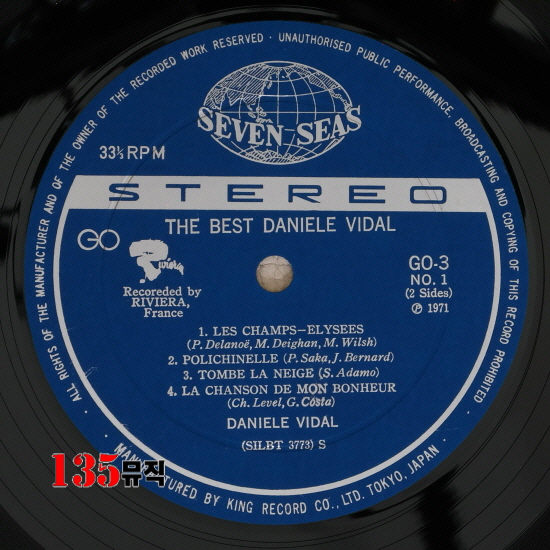 ALL RIGHTS OF THE MANUFACTURER AND OF THE OWNER OF THE RECORDED WORK RESERVED · UNAUTHORISED PUBLIC PERFORMANCE, BROADCASTING AND COPYING OF THIS RECORD PROHIBITED ·
SEVEN SEAS
33⅓ RPM
STEREO
THE BEST DANIELE VIDAL
GO
Riviera
Recoreded by
RIVIERA,
France
GO-3
NO. 1
(2 Sides)
Ⓟ 1971
1. LES CHAMPS-ELYSEES
(P. Delanoë, M. Deighan, M. Wilsh)
2. POLICHINELLE (P. Saka, J. Bernard)
3. TOMBE LA NEIGE (S. Adamo)
4. LA CHANSON DE MON BONHEUR
(Ch. Level, G. Costa)
DANIELE VIDAL
(SILBT 3773) S
MANUFACTURED BY KING RECORD CO., LTD. TOKYO, JAPAN ·
135뮤직